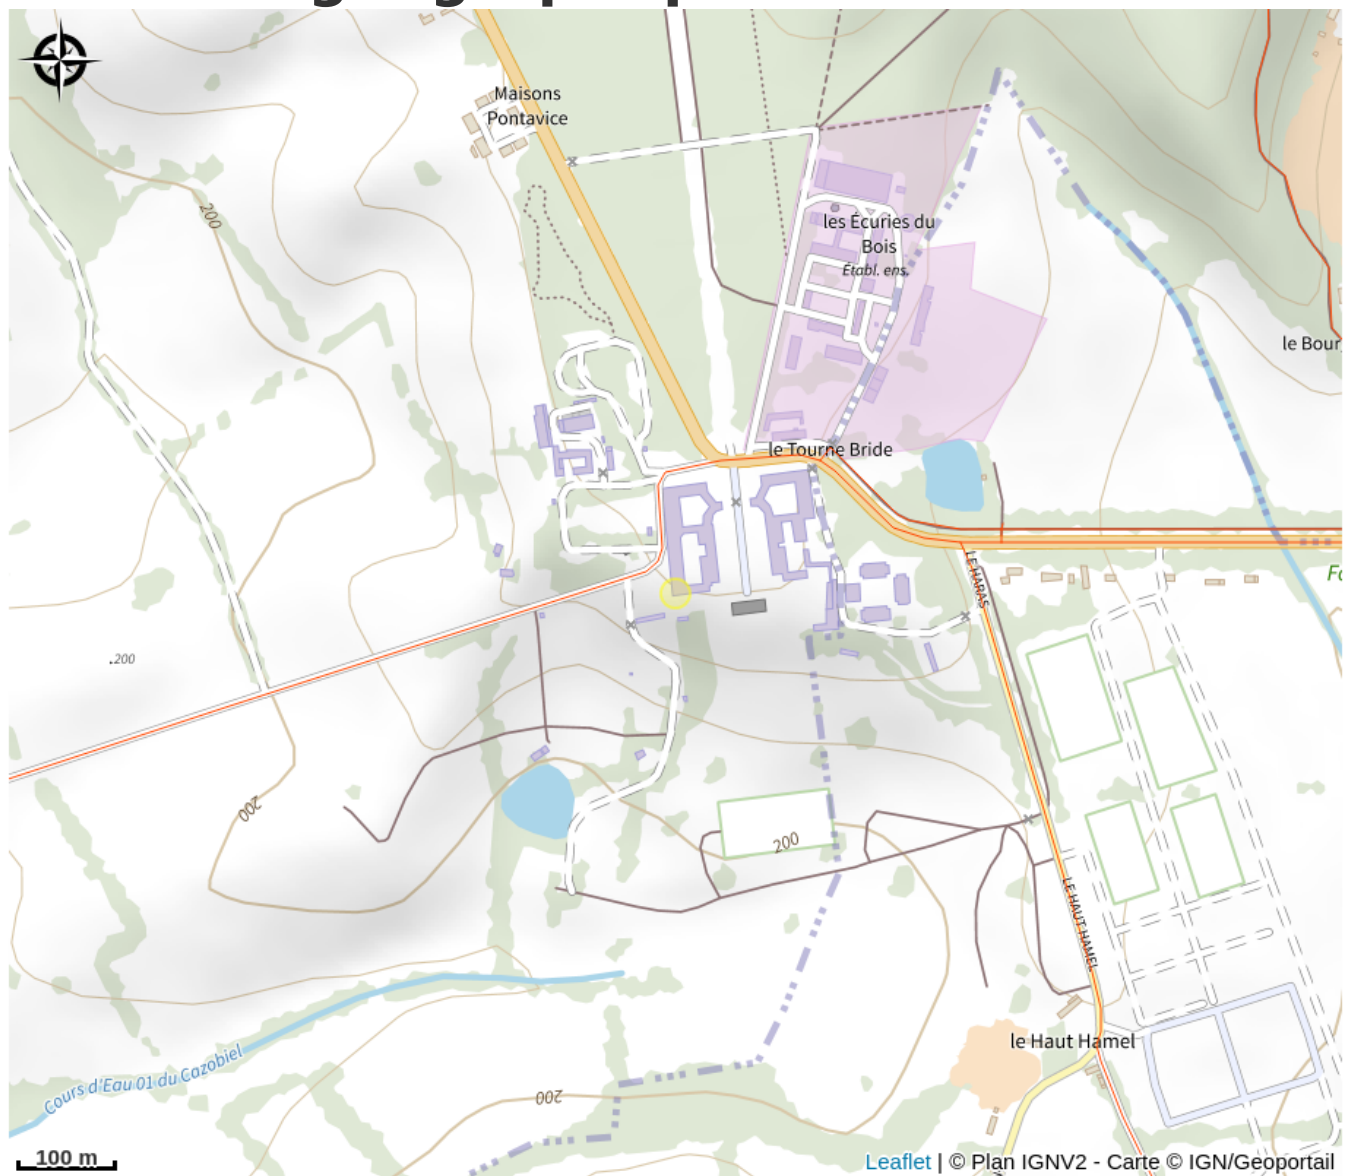 Maisons
Pontavice
200
les Écuries du
Bois
Établ. ens.
le Bour
le Tourne Bride
LE HARAS
.200
200
200
LE HAUT HAMEL
le Haut Hamel
Cours d'Eau 01 du Cazobiel
200
100 m
Leaflet | © Plan IGNV2 - Carte © IGN/Geoportail